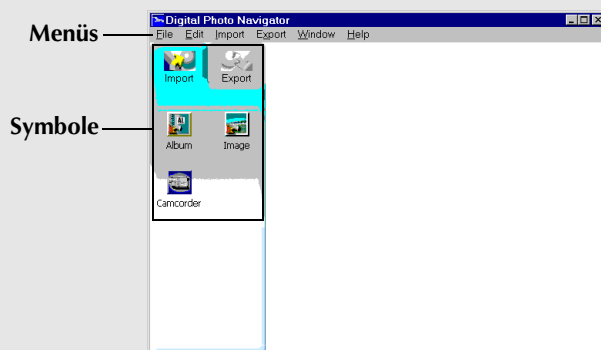 Digital Photo Navigator
Menüs
File Edit Import Export Window Help
Import Export
Symbole
Album Image
Camcorder